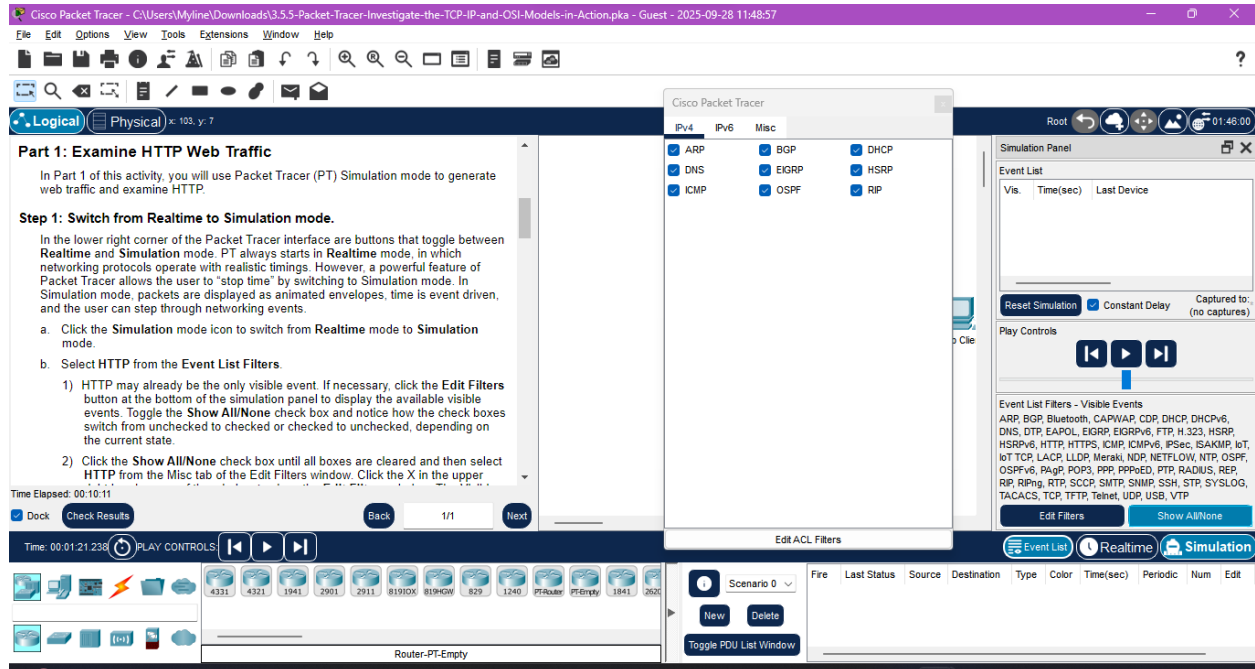 Cisco Packet Tracer - C:\Users\Myline\Downloads\3.5.5-Packet-Tracer-Investigate-the-TCP-IP-and-OSI-Models-in-Action.pka - Guest - 2025-09-28 11:48:57
File Edit Options View Tools Extensions Window Help
?
Logical Physical x: 103, y: 7
Root 01:46:00
Part 1: Examine HTTP Web Traffic
In Part 1 of this activity, you will use Packet Tracer (PT) Simulation mode to generate
web traffic and examine HTTP.
Step 1: Switch from Realtime to Simulation mode.
In the lower right corner of the Packet Tracer interface are buttons that toggle between
Realtime and Simulation mode. PT always starts in Realtime mode, in which
networking protocols operate with realistic timings. However, a powerful feature of
Packet Tracer allows the user to "stop time" by switching to Simulation mode. In
Simulation mode, packets are displayed as animated envelopes, time is event driven,
and the user can step through networking events.
a. Click the Simulation mode icon to switch from Realtime mode to Simulation
mode.
b. Select HTTP from the Event List Filters.
1) HTTP may already be the only visible event. If necessary, click the Edit Filters
button at the bottom of the simulation panel to display the available visible
events. Toggle the Show All/None check box and notice how the check boxes
switch from unchecked to checked or checked to unchecked, depending on
the current state.
2) Click the Show All/None check box until all boxes are cleared and then select
HTTP from the Misc tab of the Edit Filters window. Click the X in the upper
Time Elapsed: 00:10:11
Dock Check Results Back 1/1 Next
Cisco Packet Tracer
IPv4 IPv6 Misc
ARP BGP DHCP
DNS EIGRP HSRP
ICMP OSPF RIP
Edit ACL Filters
Clie
Simulation Panel
Event List
Vis. Time(sec) Last Device
Reset Simulation Constant Delay Captured to:
(no captures)
Play Controls
Event List Filters - Visible Events
ARP, BGP, Bluetooth, CAPWAP, CDP, DHCP, DHCPv6,
DNS, DTP, EAPOL, EIGRP, EIGRPv6, FTP, H.323, HSRP,
HSRPv6, HTTP, HTTPS, ICMP, ICMPv6, IPSec, ISAKMP, IoT,
IoT TCP, LACP, LLDP, Meraki, NDP, NETFLOW, NTP, OSPF,
OSPFv6, PAgP, POP3, PPP, PPPoED, PTP, RADIUS, REP,
RIP, RIPng, RTP, SCCP, SMTP, SNMP, SSH, STP, SYSLOG,
TACACS, TCP, TFTP, Telnet, UDP, USB, VTP
Edit Filters Show All/None
Time: 00:01:21.238 PLAY CONTROLS:
Event List Realtime Simulation
4331 4321 1941 2901 2911 819IOX 819HGW 829 1240 PT-Router PT-Empty 1841 262
Router-PT-Empty
Scenario 0
New Delete
Toggle PDU List Window
Fire Last Status Source Destination Type Color Time(sec) Periodic Num Edit